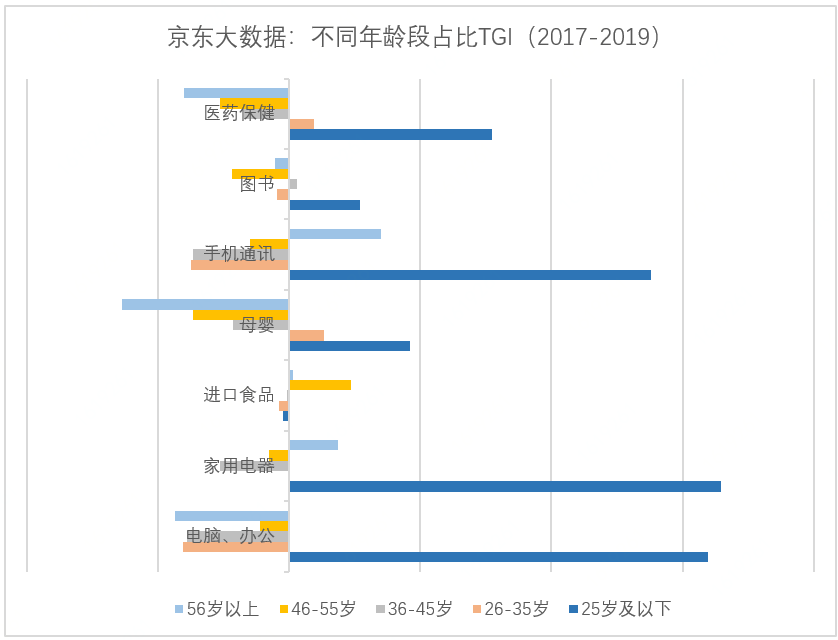 京东大数据：不同年龄段占比TGI（2017-2019）
医药保健
图书
手机通讯
母婴
进口食品
家用电器
电脑、办公
56岁以上 46-55岁 36-45岁 26-35岁 25岁及以下